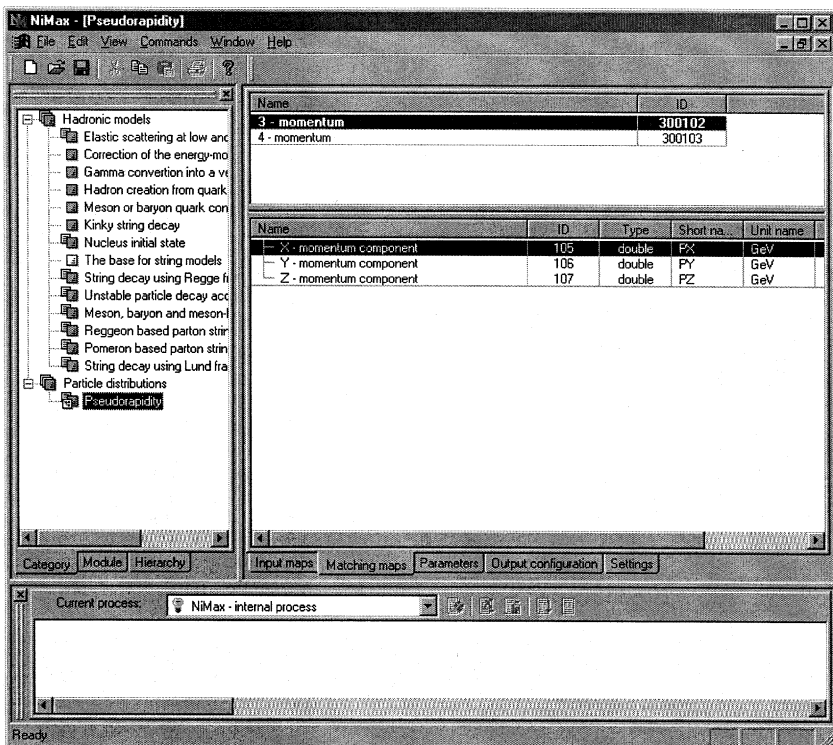 NiMax - [Pseudorapidity]
File Edit View Commands Window Help
Hadronic models
Elastic scattering at low and
Correction of the energy-mo
Gamma convertion into a ve
Hadron creation from quark
Meson or baryon quark con
Kinky string decay
Nucleus initial state
The base for string models
String decay using Regge fr
Unstable particle decay acc
Meson, baryon and meson-
Reggeon based parton strin
Pomeron based parton strin
String decay using Lund fra
Particle distributions
Pseudorapidity
Category Module Hierarchy
Name ID
3 - momentum 300102
4 - momentum 300103
Name ID Type Short na... Unit name
X - momentum component 105 double PX GeV
Y - momentum component 106 double PY GeV
Z - momentum component 107 double PZ GeV
Input maps Matching maps Parameters Output configuration Settings
Current process: NiMax - internal process
Ready